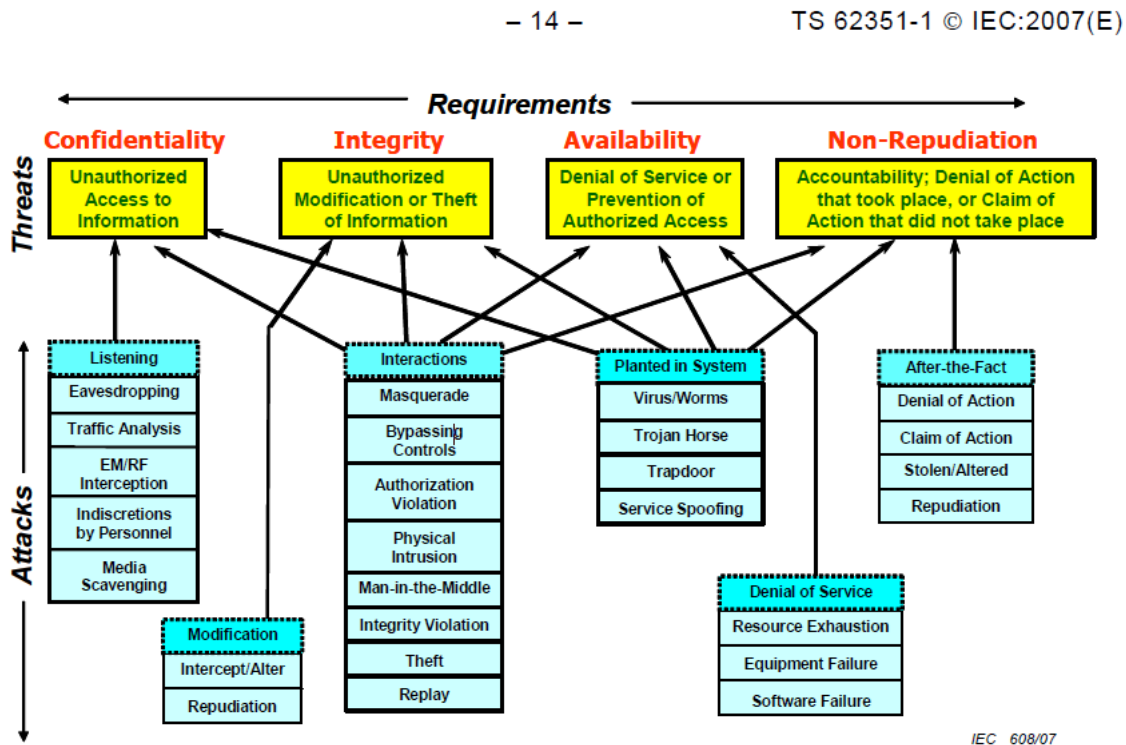 – 14 –
TS 62351-1 © IEC:2007(E)
Requirements
Confidentiality
Integrity
Availability
Non-Repudiation
Threats
Unauthorized
Access to
Information
Unauthorized
Modification or Theft
of Information
Denial of Service or
Prevention of
Authorized Access
Accountability; Denial of Action
that took place, or Claim of
Action that did not take place
Attacks
Listening
Eavesdropping
Traffic Analysis
EM/RF
Interception
Indiscretions
by Personnel
Media
Scavenging
Modification
Intercept/Alter
Repudiation
Interactions
Masquerade
Bypassing
Controls
Authorization
Violation
Physical
Intrusion
Man-in-the-Middle
Integrity Violation
Theft
Replay
Planted in System
Virus/Worms
Trojan Horse
Trapdoor
Service Spoofing
Denial of Service
Resource Exhaustion
Equipment Failure
Software Failure
After-the-Fact
Denial of Action
Claim of Action
Stolen/Altered
Repudiation
IEC 608/07